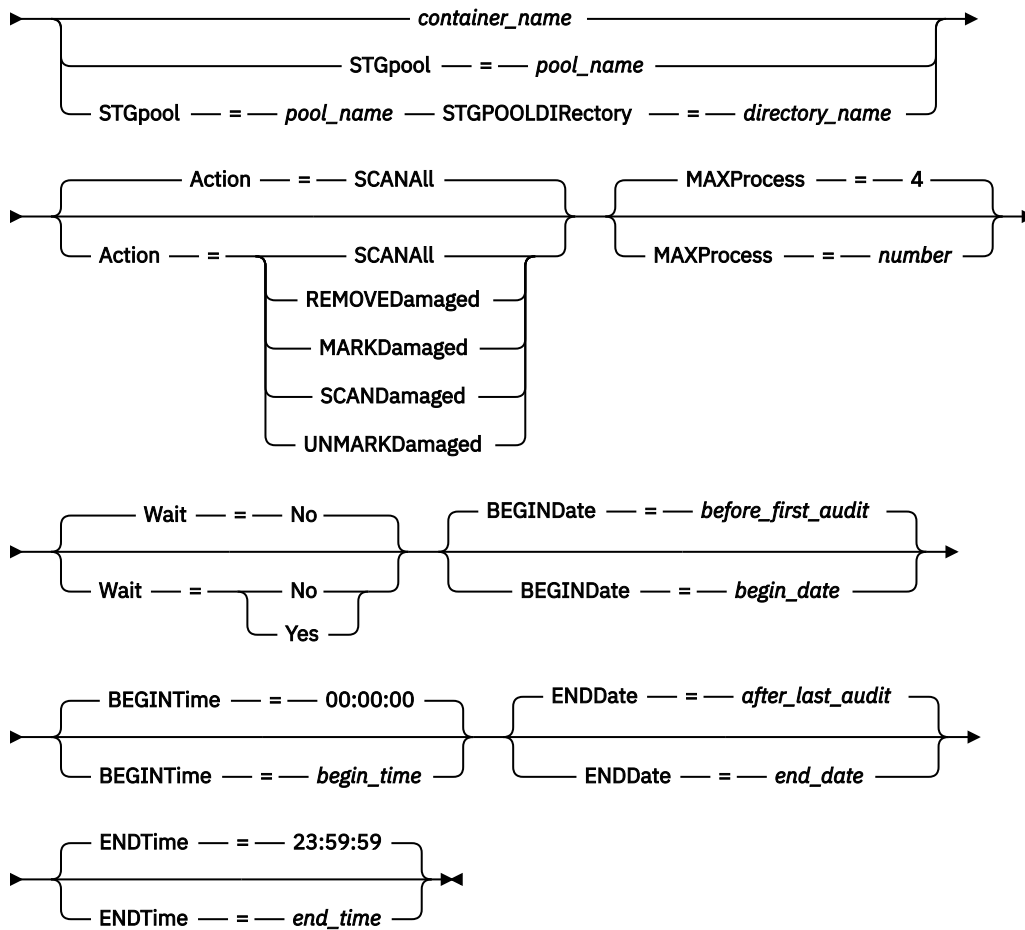 container_name
STGpool = pool_name
STGpool = pool_name STGPOOLDIRectory = directory_name
Action = SCANAll MAXProcess = 4
Action = SCANAll MAXProcess = number
REMOVEDamaged
MARKDamaged
SCANDamaged
UNMARKDamaged
Wait = No BEGINDate = before_first_audit
Wait = No BEGINDate = begin_date
Yes
BEGINTime = 00:00:00 ENDDate = after_last_audit
BEGINTime = begin_time ENDDate = end_date
ENDTime = 23:59:59
ENDTime = end_time